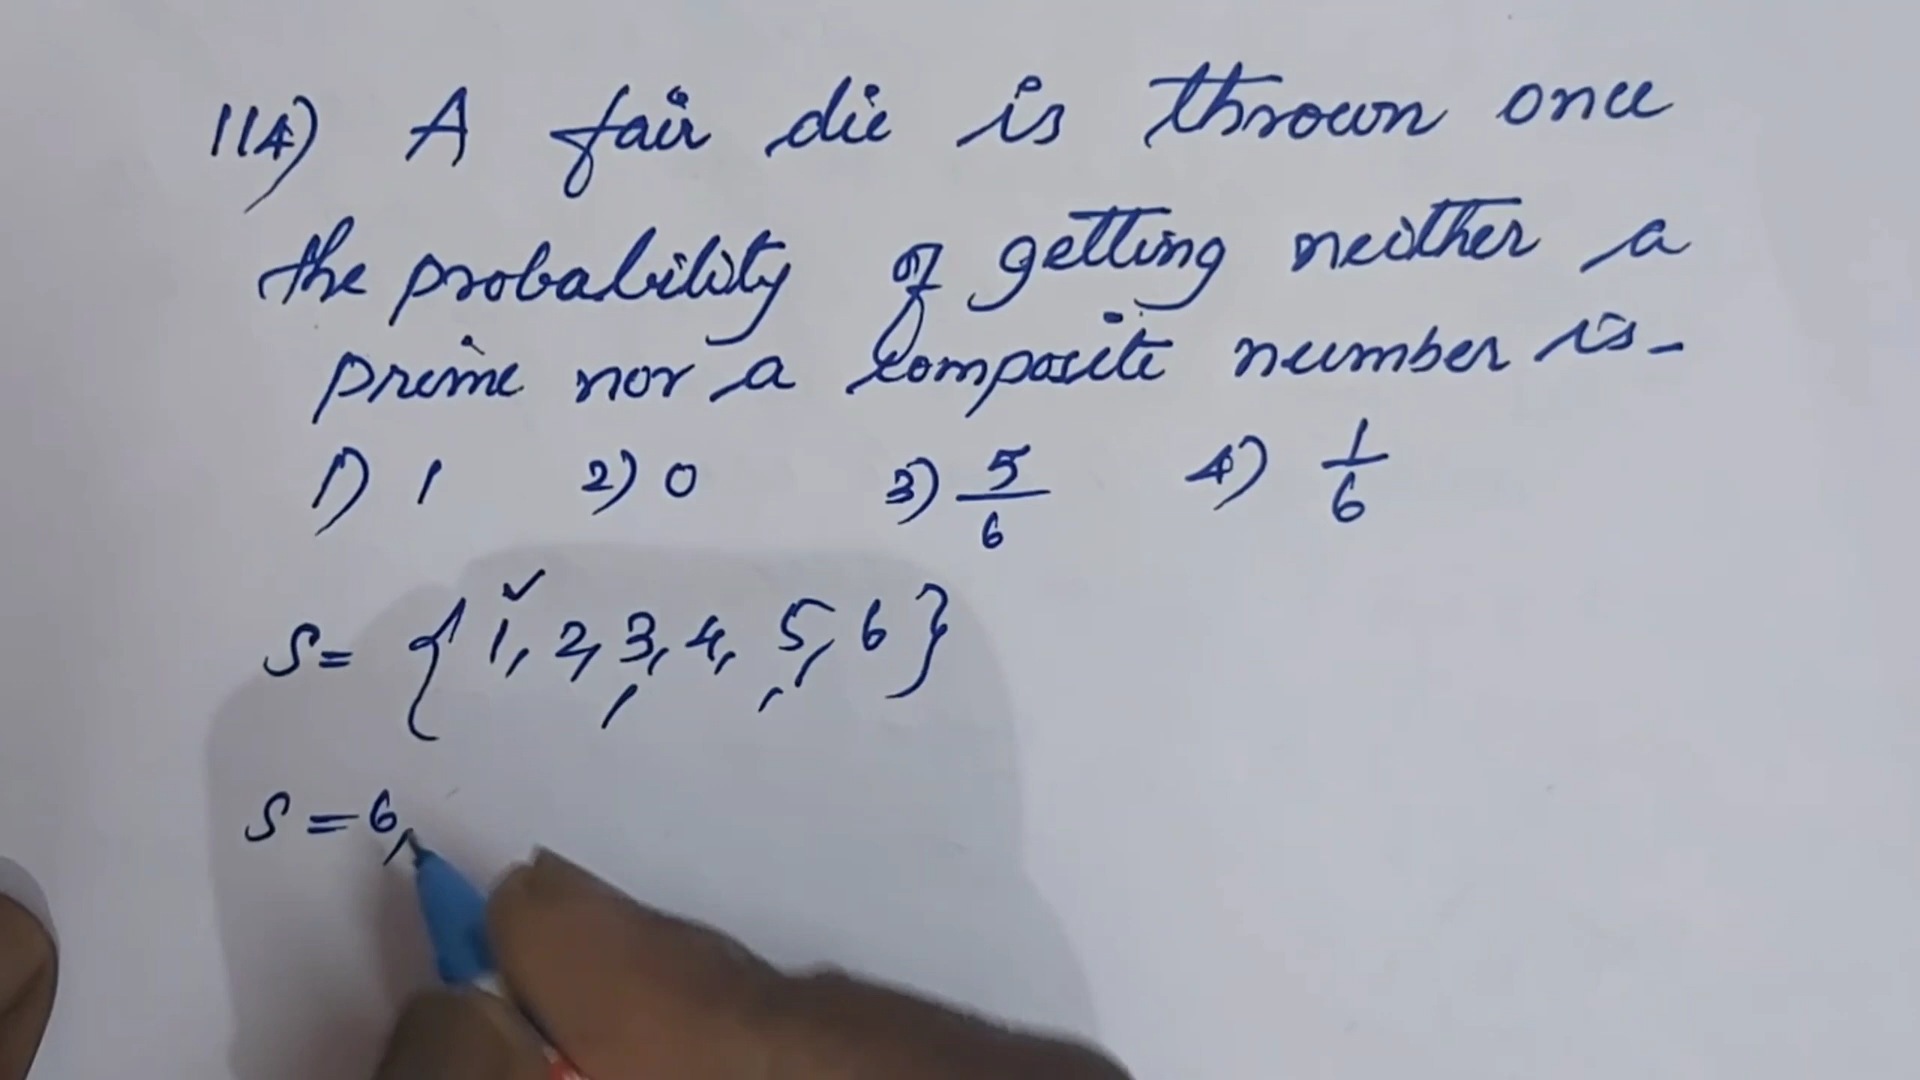 114) A fair die is thrown once
the probability of getting neither a
prime nor a composite number is-
1) 1 2) 0 3) 5/6 4) 1/6
S= {1, 2, 3, 4, 5, 6}
S=6,